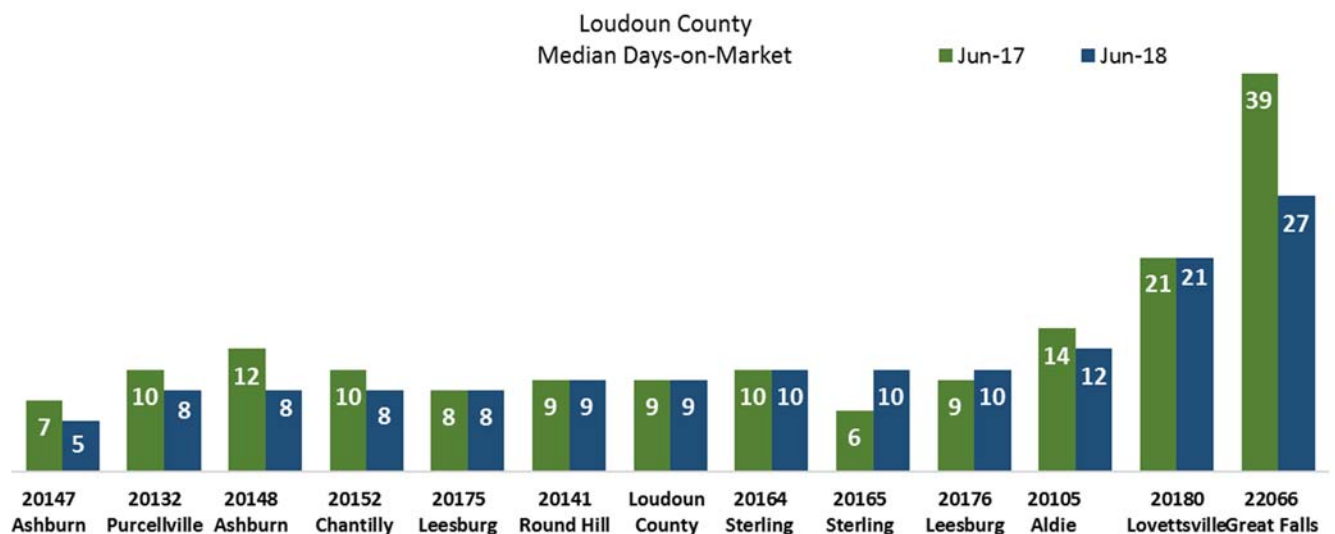 Loudoun County
Median Days-on-Market
Jun-17 Jun-18
7 5 10 8 12 8 10 8 8 8 9 9 9 9 10 10 6 10 9 10 14 12 21 21 39 27
20147 20132 20148 20152 20175 20141 Loudoun 20164 20165 20176 20105 20180 22066
Ashburn Purcellville Ashburn Chantilly Leesburg Round Hill County Sterling Sterling Leesburg Aldie Lovettsville Great Falls